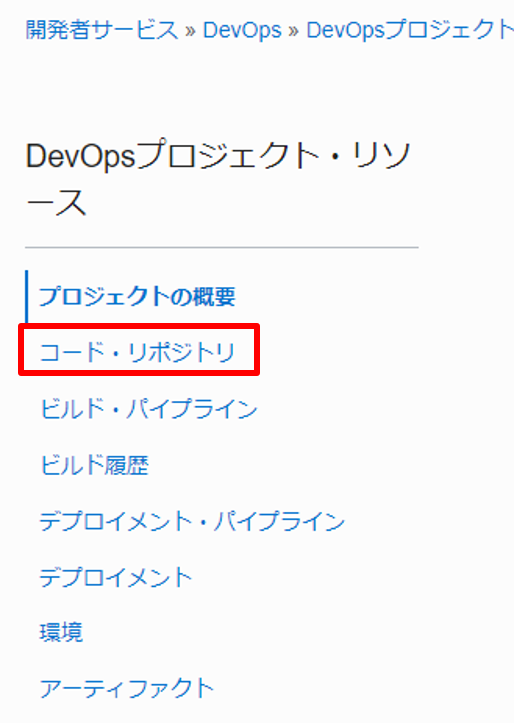 開発者サービス » DevOps » DevOpsプロジェクト
DevOpsプロジェクト・リソ
ース
プロジェクトの概要
コード・リポジトリ
ビルド・パイプライン
ビルド履歴
デプロイメント・パイプライン
デプロイメント
環境
アーティファクト